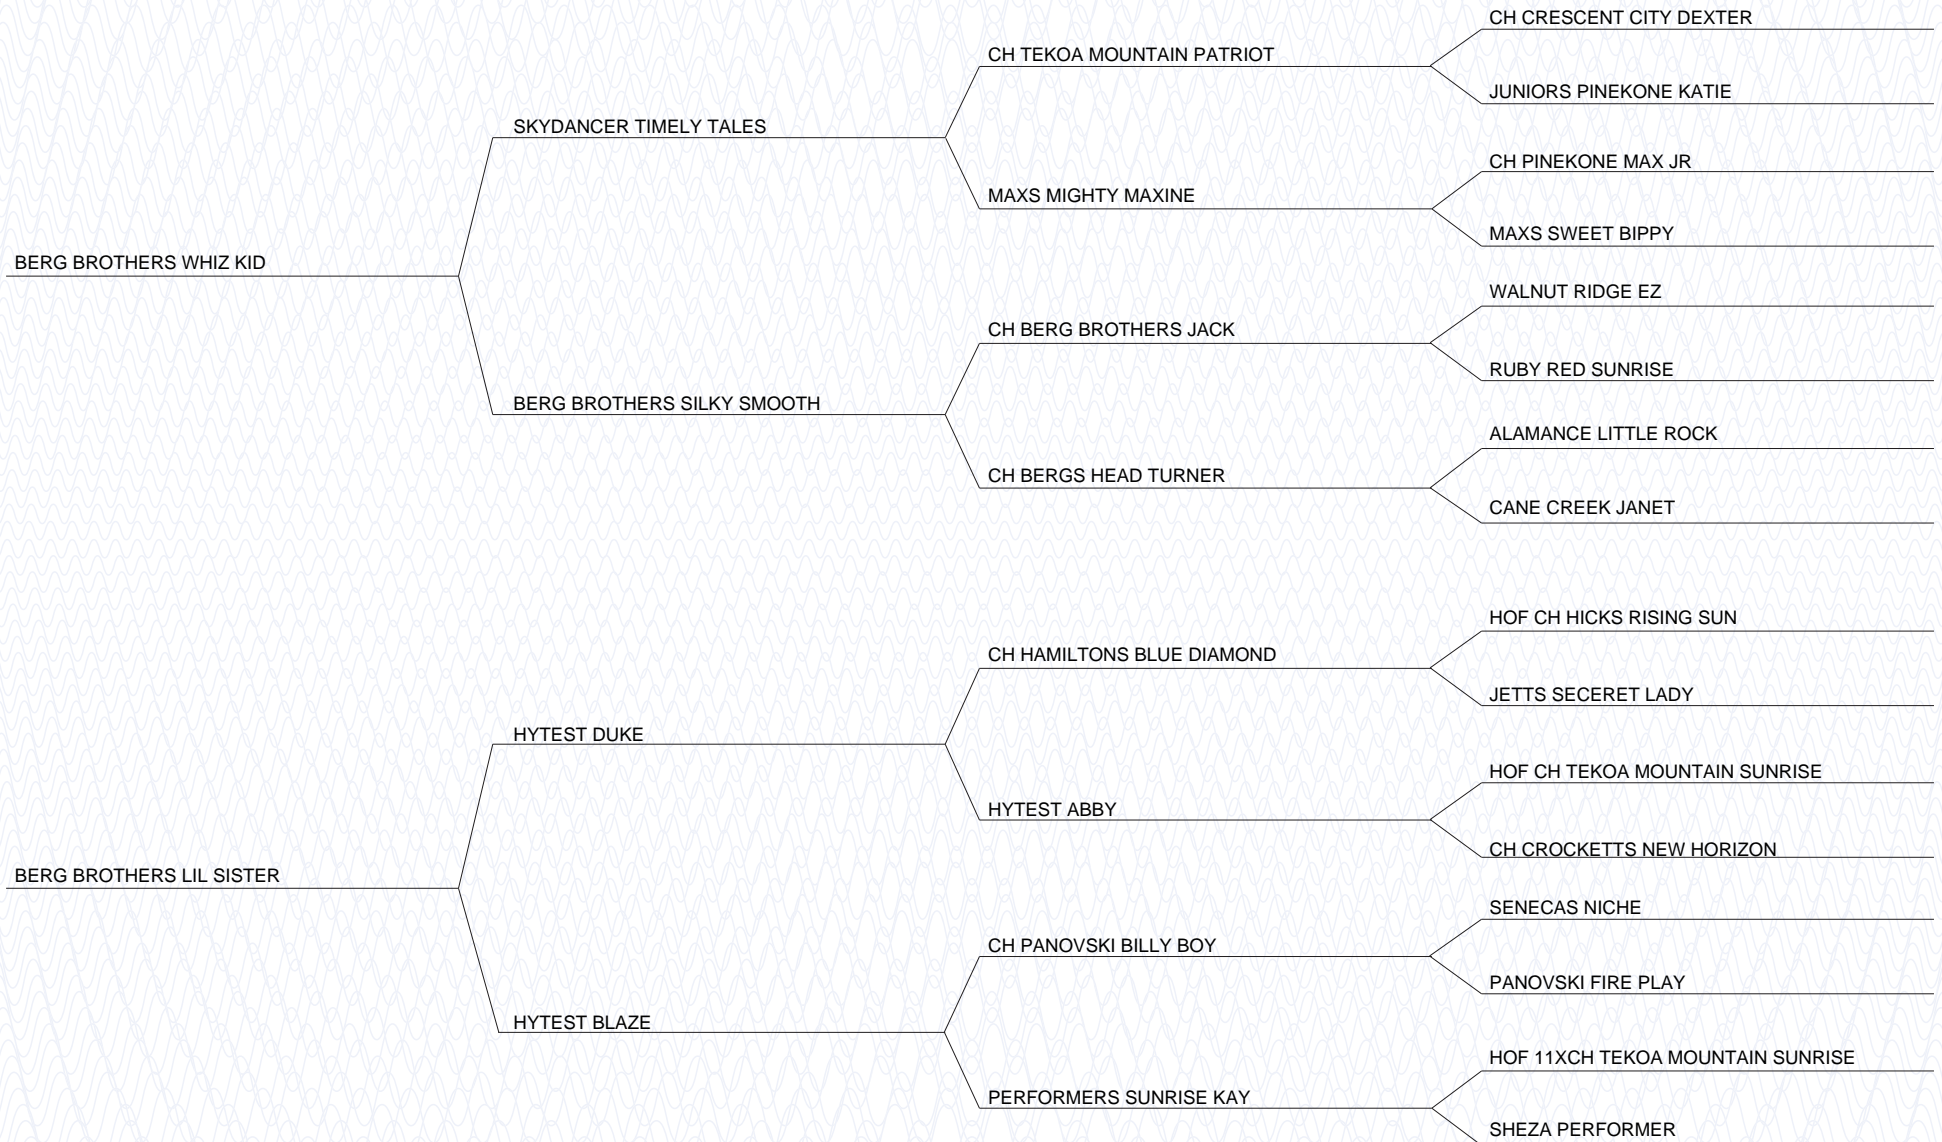 CH CRESCENT CITY DEXTER
CH TEKOA MOUNTAIN PATRIOT
JUNIORS PINEKONE KATIE
SKYDANCER TIMELY TALES
CH PINEKONE MAX JR
MAXS MIGHTY MAXINE
MAXS SWEET BIPPY
BERG BROTHERS WHIZ KID
WALNUT RIDGE EZ
CH BERG BROTHERS JACK
RUBY RED SUNRISE
BERG BROTHERS SILKY SMOOTH
ALAMANCE LITTLE ROCK
CH BERGS HEAD TURNER
CANE CREEK JANET
HOF CH HICKS RISING SUN
CH HAMILTONS BLUE DIAMOND
JETTS SECERET LADY
HYTEST DUKE
HOF CH TEKOA MOUNTAIN SUNRISE
HYTEST ABBY
CH CROCKETTS NEW HORIZON
BERG BROTHERS LIL SISTER
SENECAS NICHE
CH PANOVSKI BILLY BOY
PANOVSKI FIRE PLAY
HYTEST BLAZE
HOF 11XCH TEKOA MOUNTAIN SUNRISE
PERFORMERS SUNRISE KAY
SHEZA PERFORMER